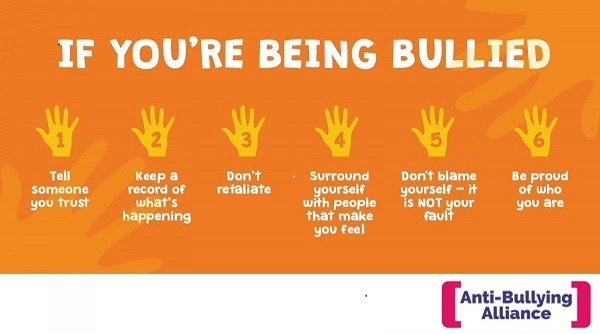 IF YOU'RE BEING BULLIED
1
Tell
someone
you trust
2
Keep a
record of
what's
happening
3
Don't
retaliate
4
Surround
yourself
with people
that make
you feel
5
Don't blame
yourself – it
is NOT your
fault
6
Be proud
of who
you are
Anti-Bullying
Alliance